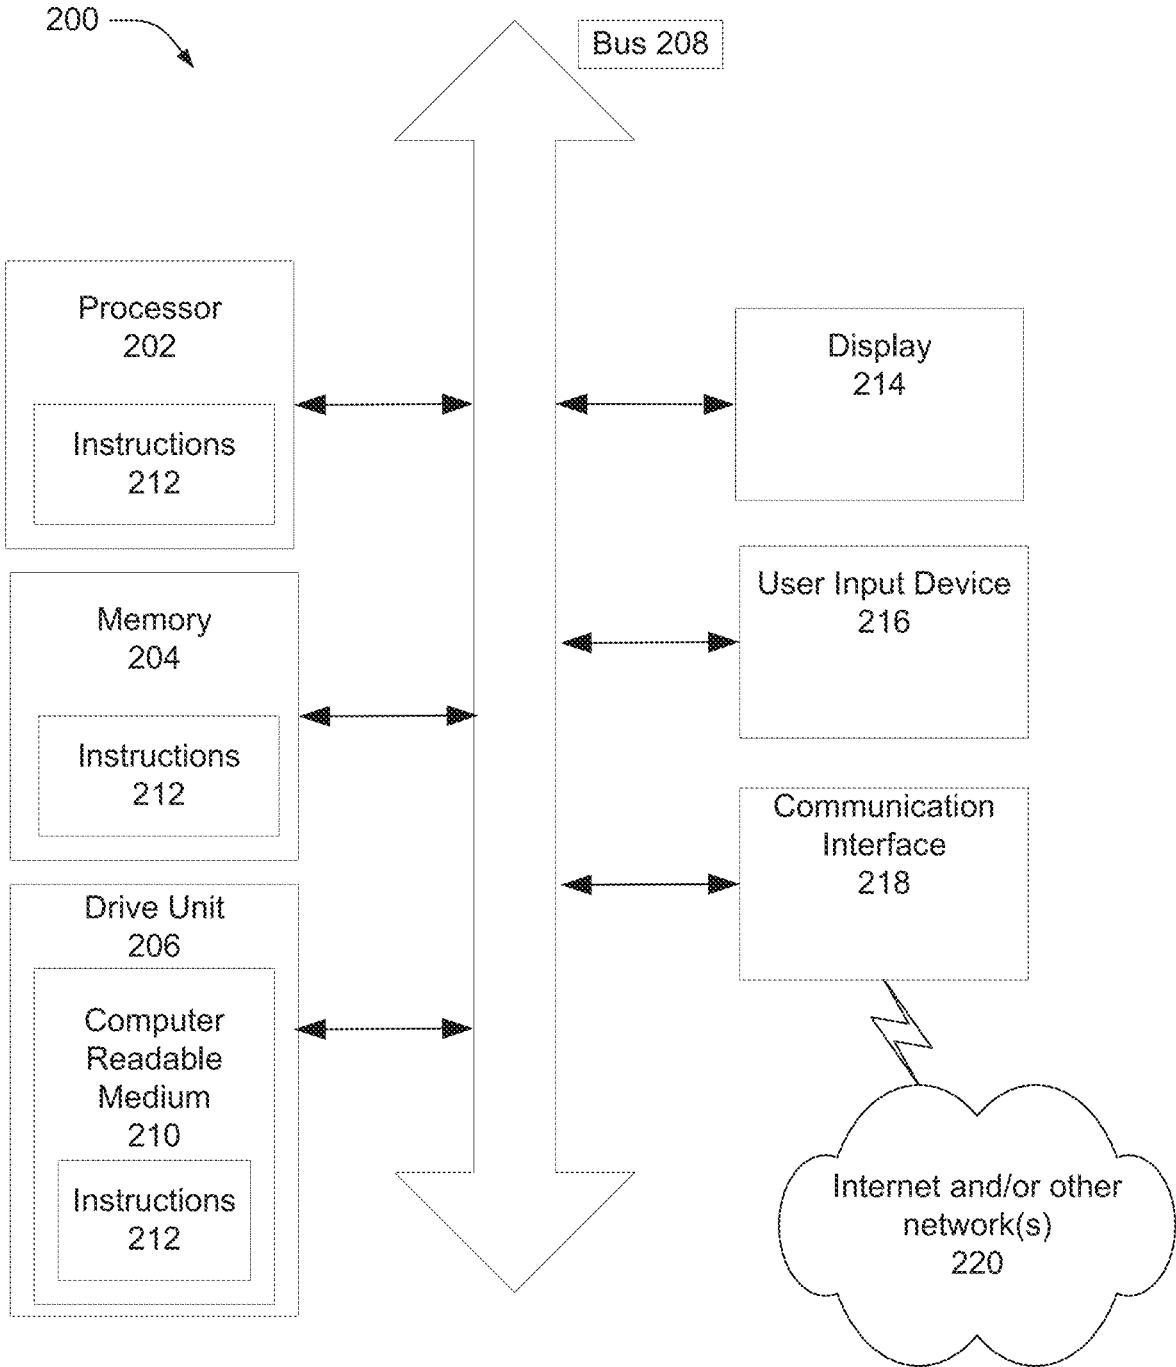 200
Bus 208
Processor
202
Instructions
212
Memory
204
Instructions
212
Drive Unit
206
Computer
Readable
Medium
210
Instructions
212
Display
214
User Input Device
216
Communication
Interface
218
Internet and/or other
network(s)
220